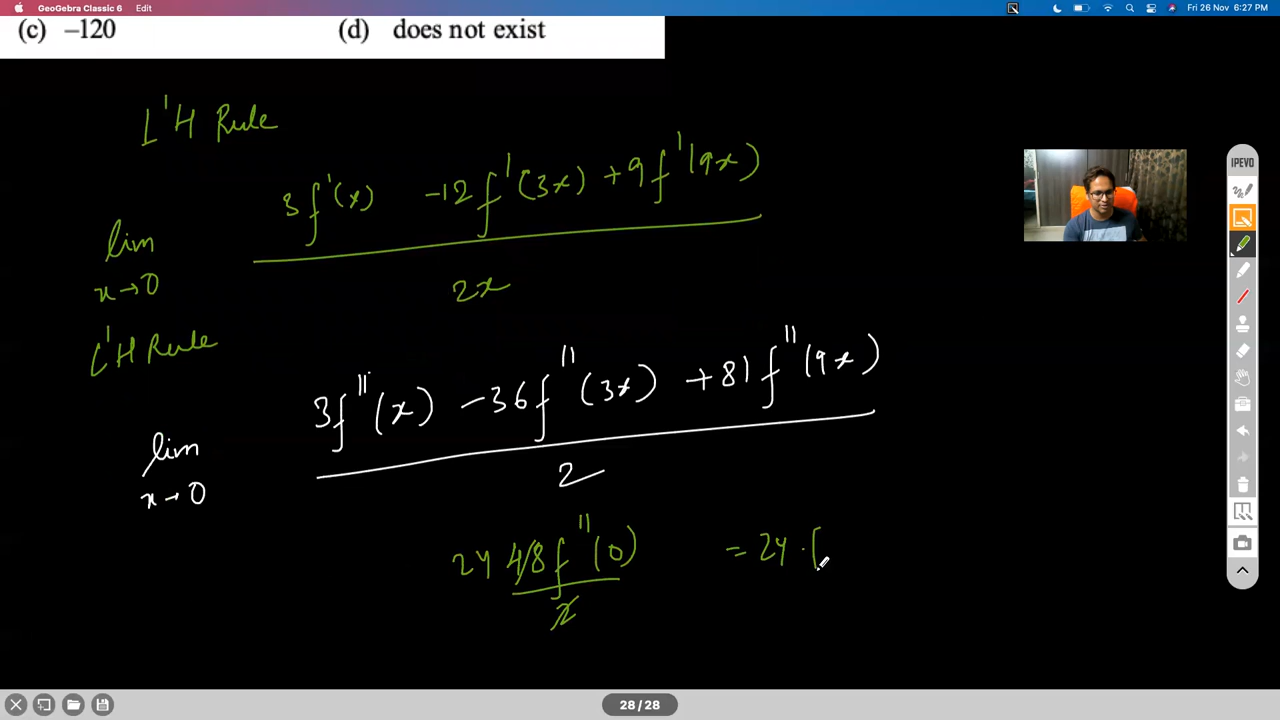 GeoGebra Classic 6 Edit Fri 26 Nov 6:27 PM
(c) –120 (d) does not exist
L'H Rule
3f'(x) -12f'(3x) +9f'(9x)
lim
x→0
2x
L'H Rule
3f''(x) -36f''(3x) +81f''(9x)
lim
x→0
2
24 48f''(0) = 24 · 5
2
28 / 28
IPEVO